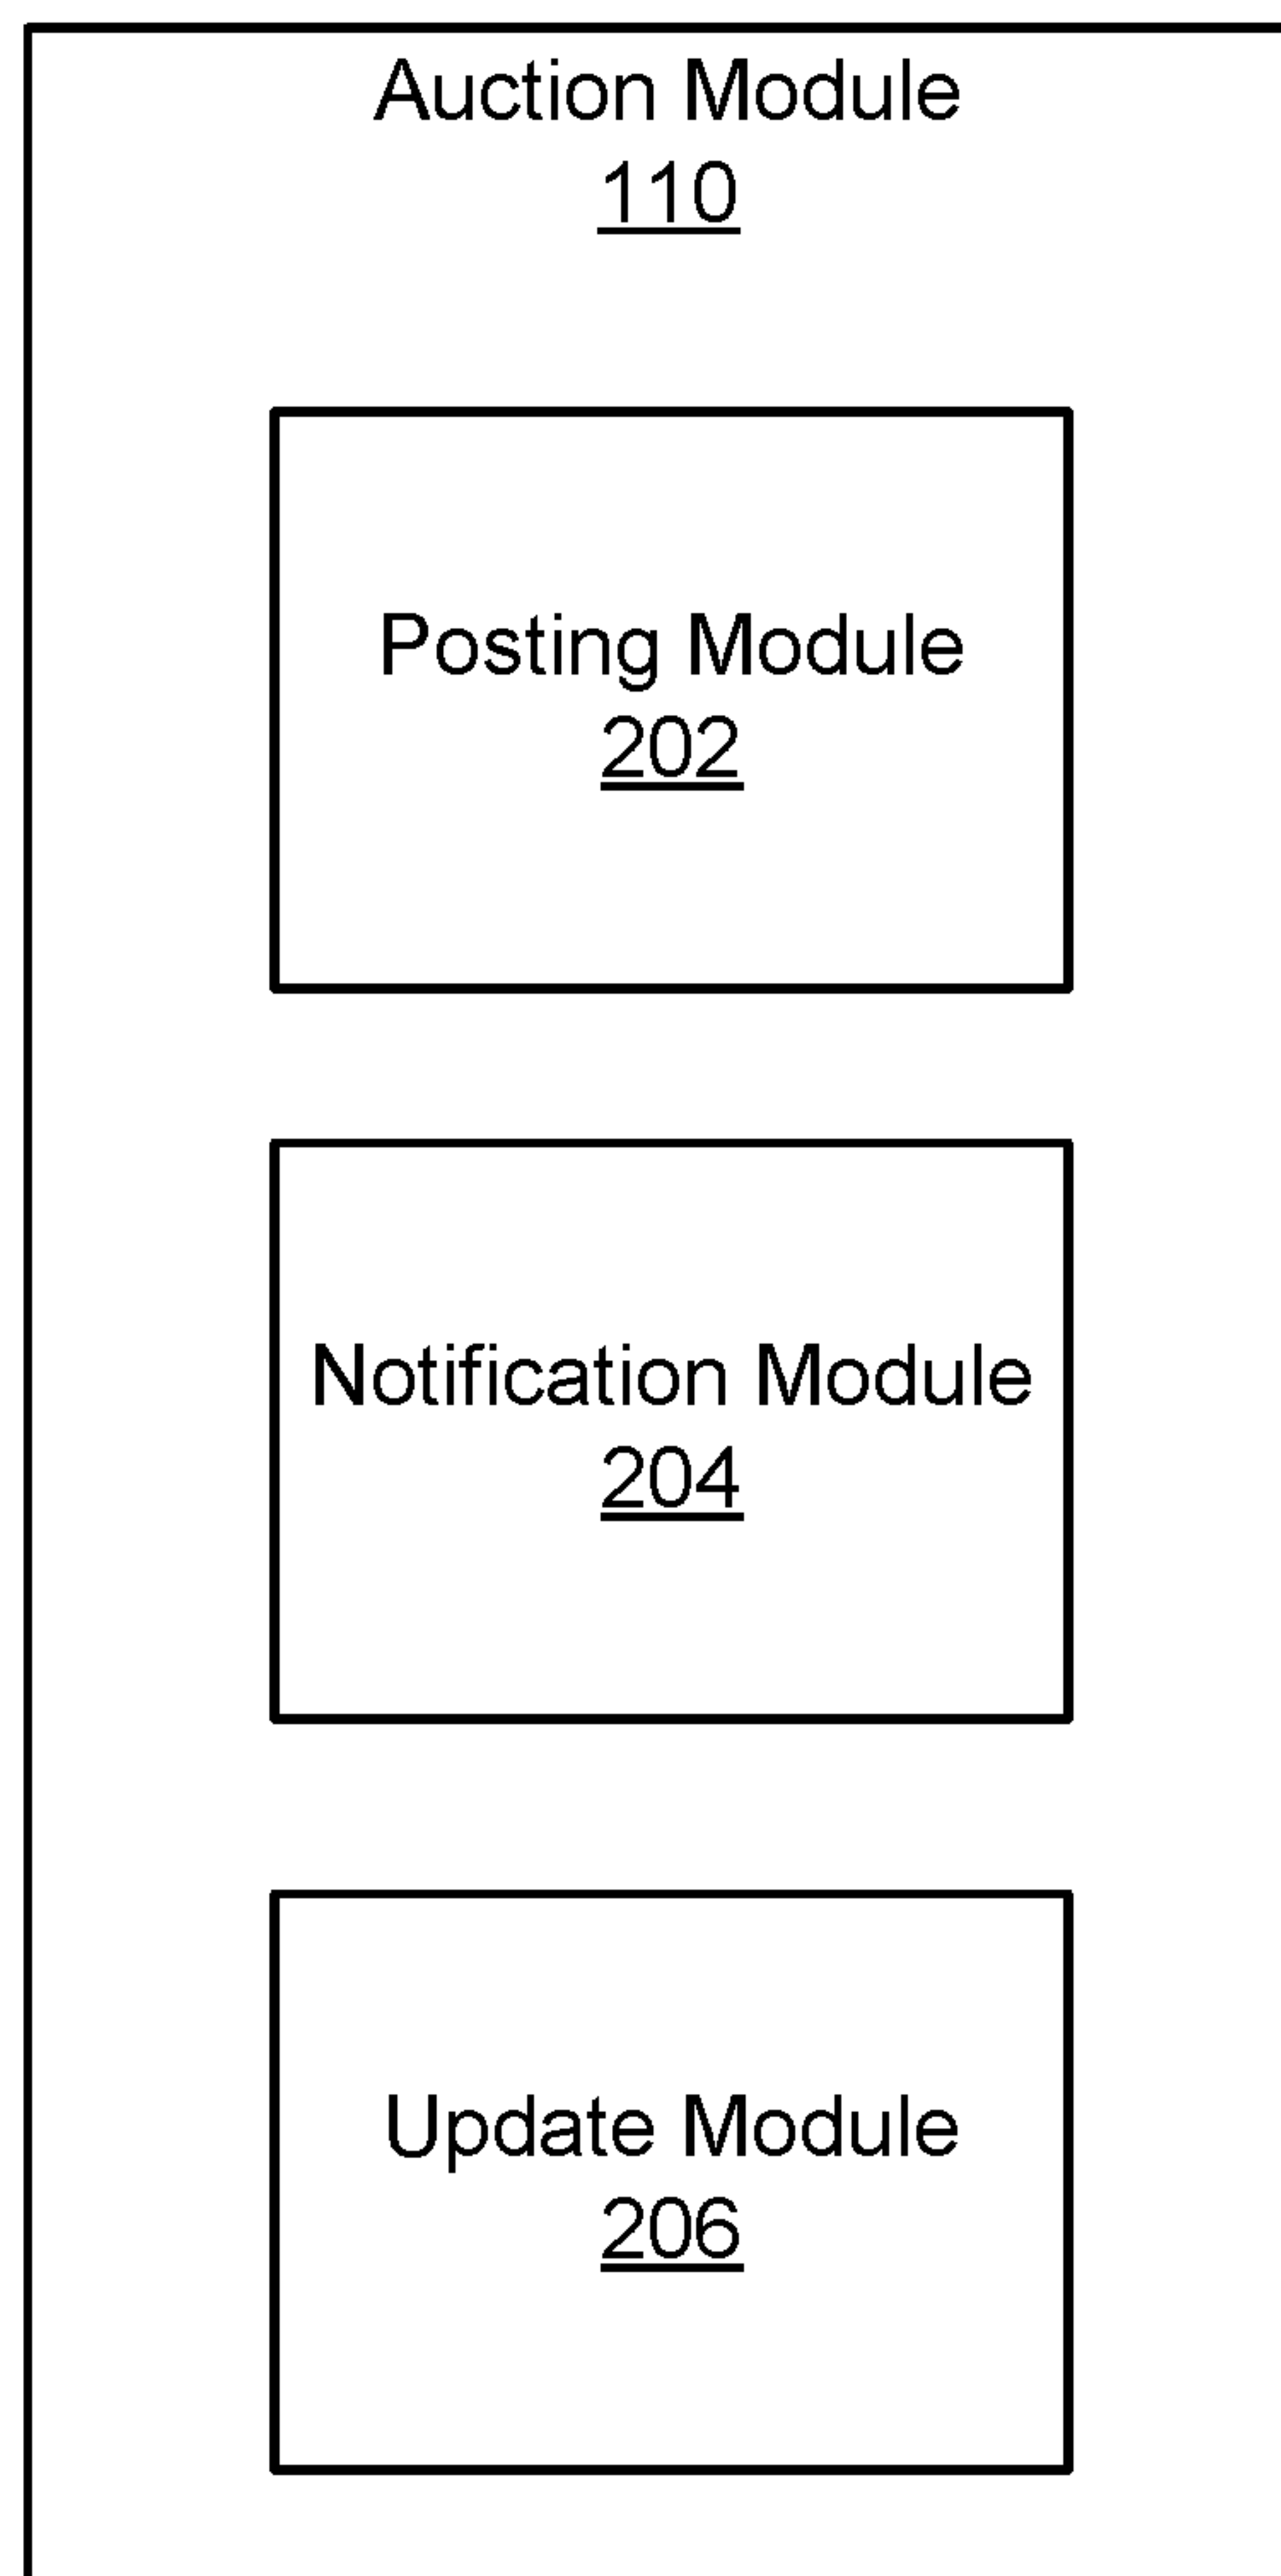 Auction Module
110
Posting Module
202
Notification Module
204
Update Module
206